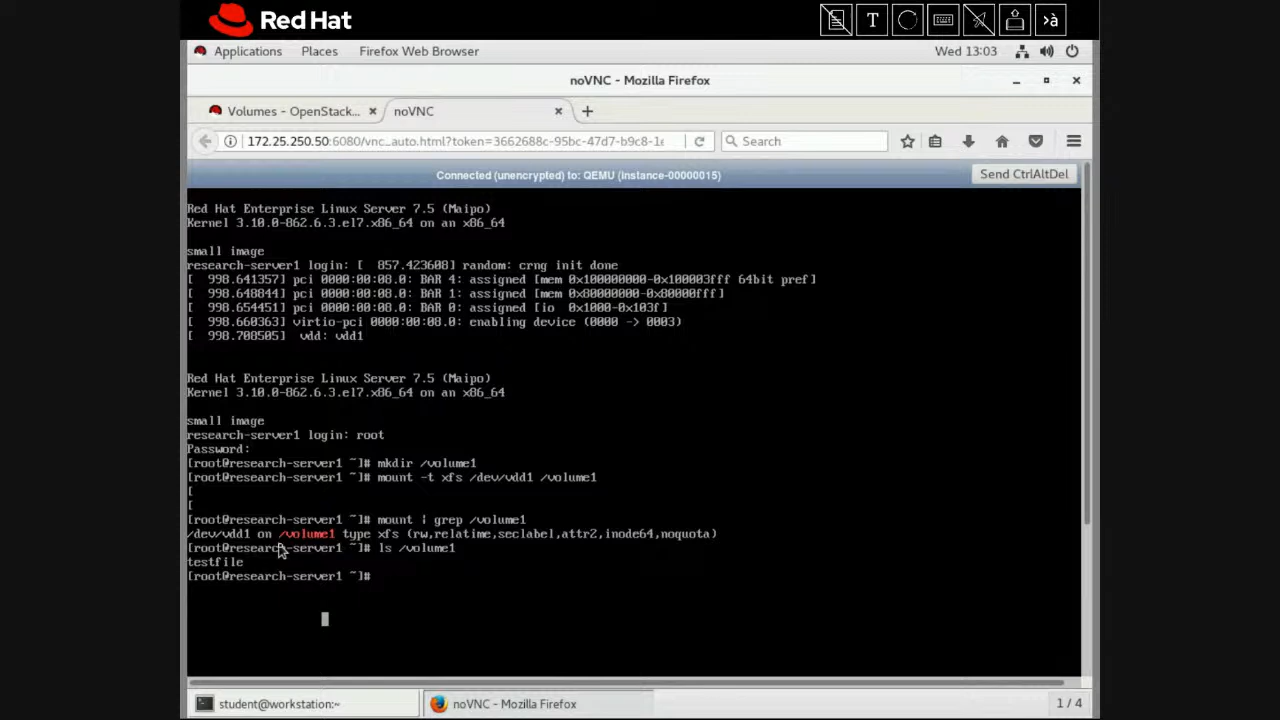 Red Hat
T
>à
Applications Places Firefox Web Browser Wed 13:03
noVNC - Mozilla Firefox
Volumes - OpenStack... noVNC
172.25.250.50:6080/vnc_auto.html?token=3662688c-95bc-47d7-b9c8-1e Search
Connected (unencrypted) to: QEMU (instance-00000015) Send CtrlAltDel
Red Hat Enterprise Linux Server 7.5 (Maipo)
Kernel 3.10.0-862.6.3.el7.x86_64 on an x86_64
small image
research-server1 login: [  857.423608] random: crng init done
[  998.641357] pci 0000:00:08.0: BAR 4: assigned [mem 0x100000000-0x100003fff 64bit pref]
[  998.648844] pci 0000:00:08.0: BAR 1: assigned [mem 0x80000000-0x80000fff]
[  998.654451] pci 0000:00:08.0: BAR 0: assigned [io  0x1000-0x103f]
[  998.660363] virtio-pci 0000:00:08.0: enabling device (0000 -> 0003)
[  998.708505]  vdd: vdd1
Red Hat Enterprise Linux Server 7.5 (Maipo)
Kernel 3.10.0-862.6.3.el7.x86_64 on an x86_64
small image
research-server1 login: root
Password:
[root@research-server1 ~]# mkdir /volume1
[root@research-server1 ~]# mount -t xfs /dev/vdd1 /volume1
[
[
[root@research-server1 ~]# mount | grep /volume1
/dev/vdd1 on /volume1 type xfs (rw,relatime,seclabel,attr2,inode64,noquota)
[root@research-server1 ~]# ls /volume1
testfile
[root@research-server1 ~]#
student@workstation:~ noVNC - Mozilla Firefox 1 / 4